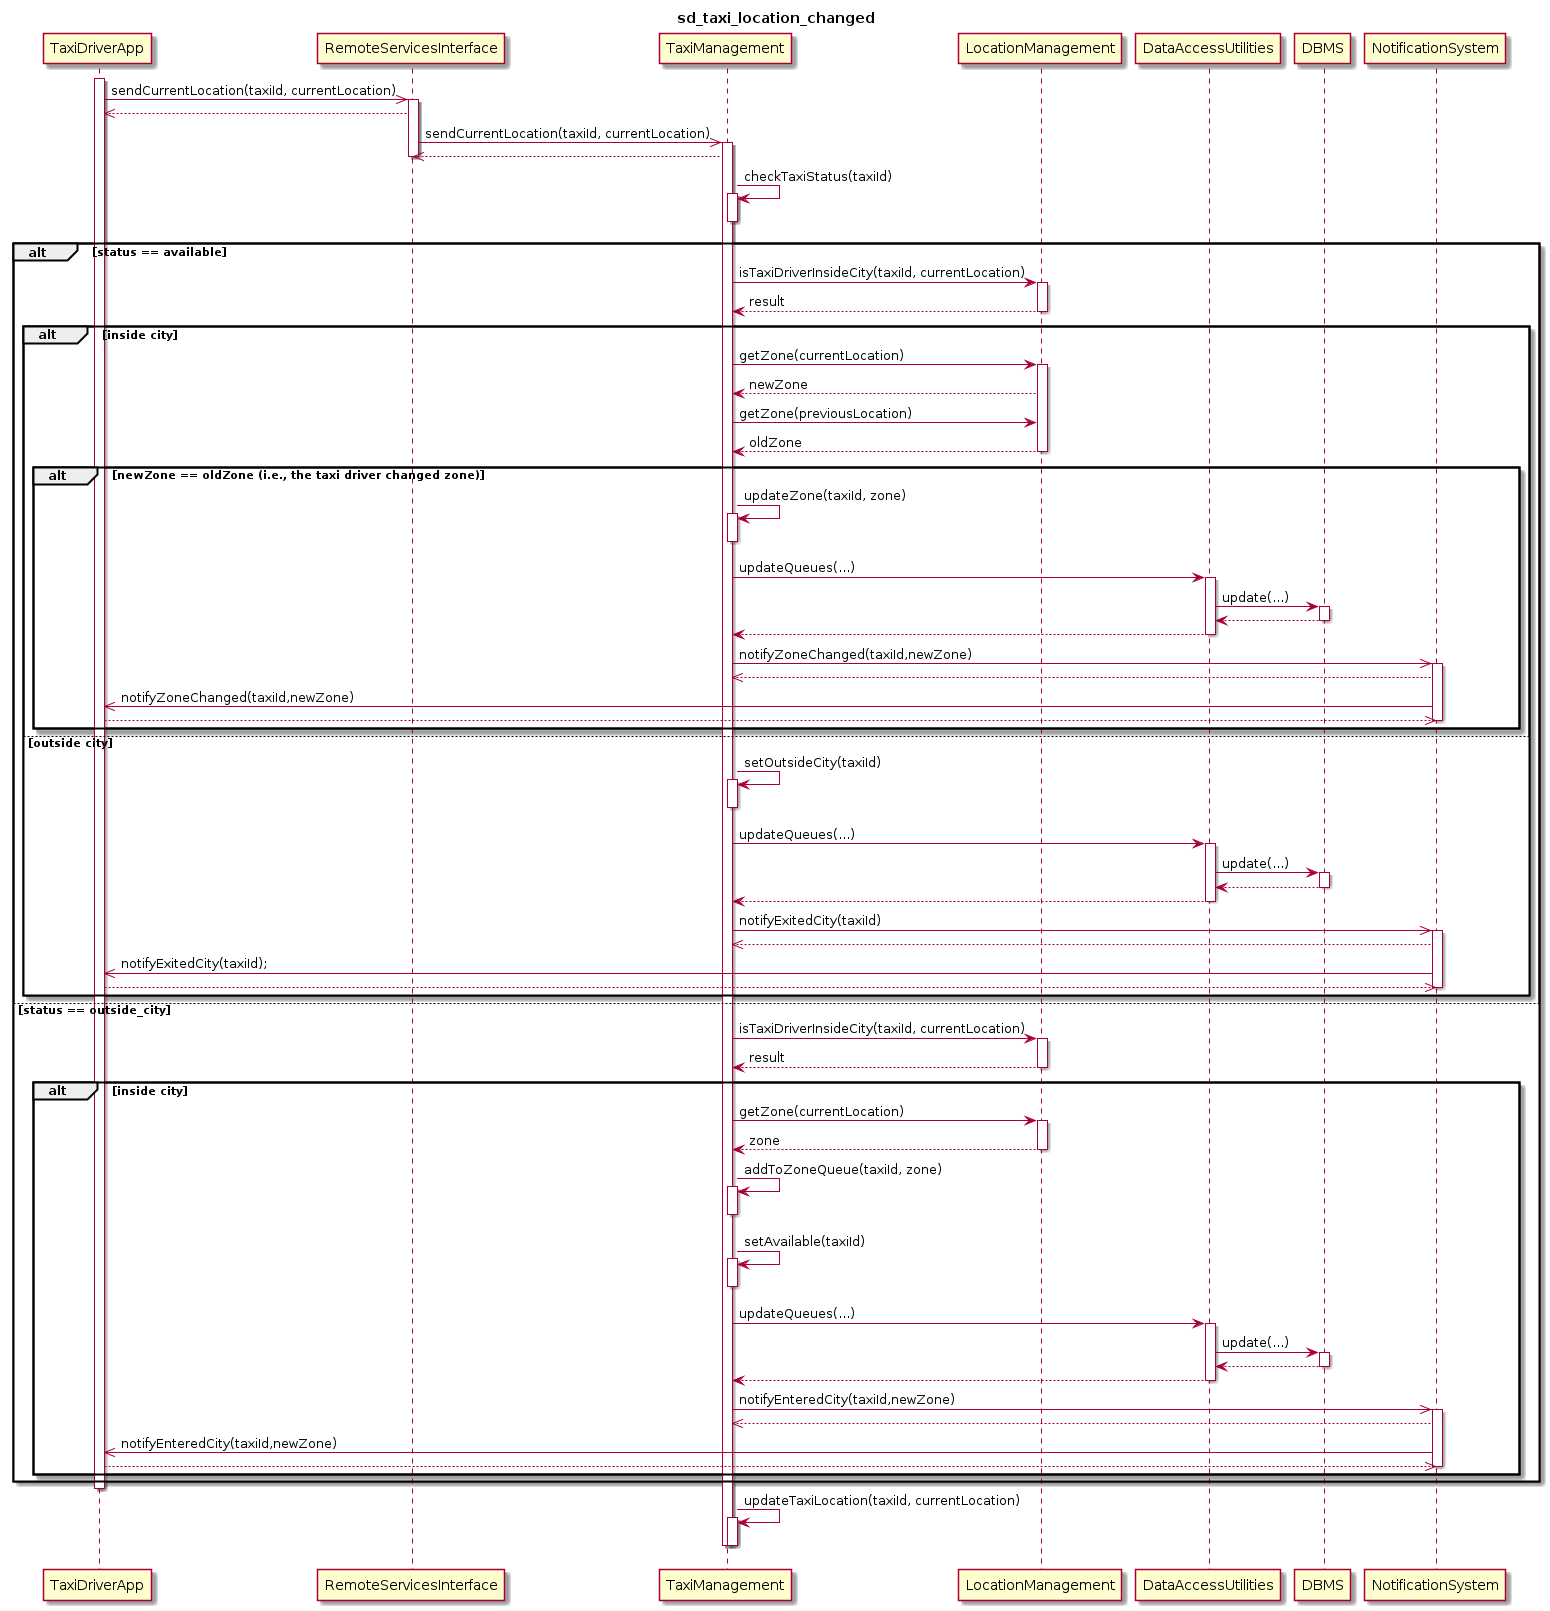 sd_taxi_location_changed
TaxiDriverApp RemoteServicesInterface TaxiManagement LocationManagement DataAccessUtilities DBMS NotificationSystem
sendCurrentLocation(taxiId, currentLocation)
sendCurrentLocation(taxiId, currentLocation)
checkTaxiStatus(taxiId)
alt [status == available]
isTaxiDriverInsideCity(taxiId, currentLocation)
result
alt [inside city]
getZone(currentLocation)
newZone
getZone(previousLocation)
oldZone
alt [newZone == oldZone (i.e., the taxi driver changed zone)]
updateZone(taxiId, zone)
updateQueues(...)
update(...)
notifyZoneChanged(taxiId,newZone)
notifyZoneChanged(taxiId,newZone)
[outside city]
setOutsideCity(taxiId)
updateQueues(...)
update(...)
notifyExitedCity(taxiId)
notifyExitedCity(taxiId);
[status == outside_city]
isTaxiDriverInsideCity(taxiId, currentLocation)
result
alt [inside city]
getZone(currentLocation)
zone
addToZoneQueue(taxiId, zone)
setAvailable(taxiId)
updateQueues(...)
update(...)
notifyEnteredCity(taxiId,newZone)
notifyEnteredCity(taxiId,newZone)
updateTaxiLocation(taxiId, currentLocation)
TaxiDriverApp RemoteServicesInterface TaxiManagement LocationManagement DataAccessUtilities DBMS NotificationSystem